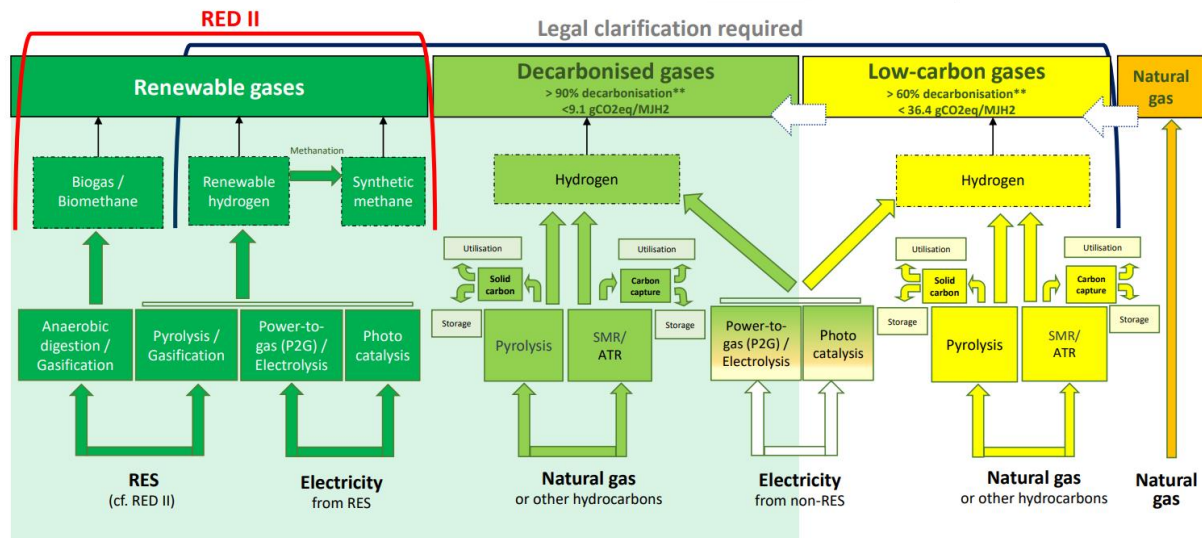 RED II
Legal clarification required
Renewable gases
Decarbonised gases
> 90% decarbonisation**
<9.1 gCO2eq/MJH2
Low-carbon gases
> 60% decarbonisation**
< 36.4 gCO2eq/MJH2
Natural
gas
Biogas /
Biomethane
Renewable
hydrogen
Methanation
Synthetic
methane
Hydrogen
Hydrogen
Utilisation
Solid
carbon
Storage
Utilisation
Carbon
capture
Storage
Utilisation
Solid
carbon
Storage
Utilisation
Carbon
capture
Storage
Anaerobic
digestion /
Gasification
Pyrolysis /
Gasification
Power-to-
gas (P2G) /
Electrolysis
Photo
catalysis
Pyrolysis
SMR/
ATR
Power-to-
gas (P2G) /
Electrolysis
Photo
catalysis
Pyrolysis
SMR/
ATR
RES
(cf. RED II)
Electricity
from RES
Natural gas
or other hydrocarbons
Electricity
from non-RES
Natural gas
or other hydrocarbons
Natural
gas